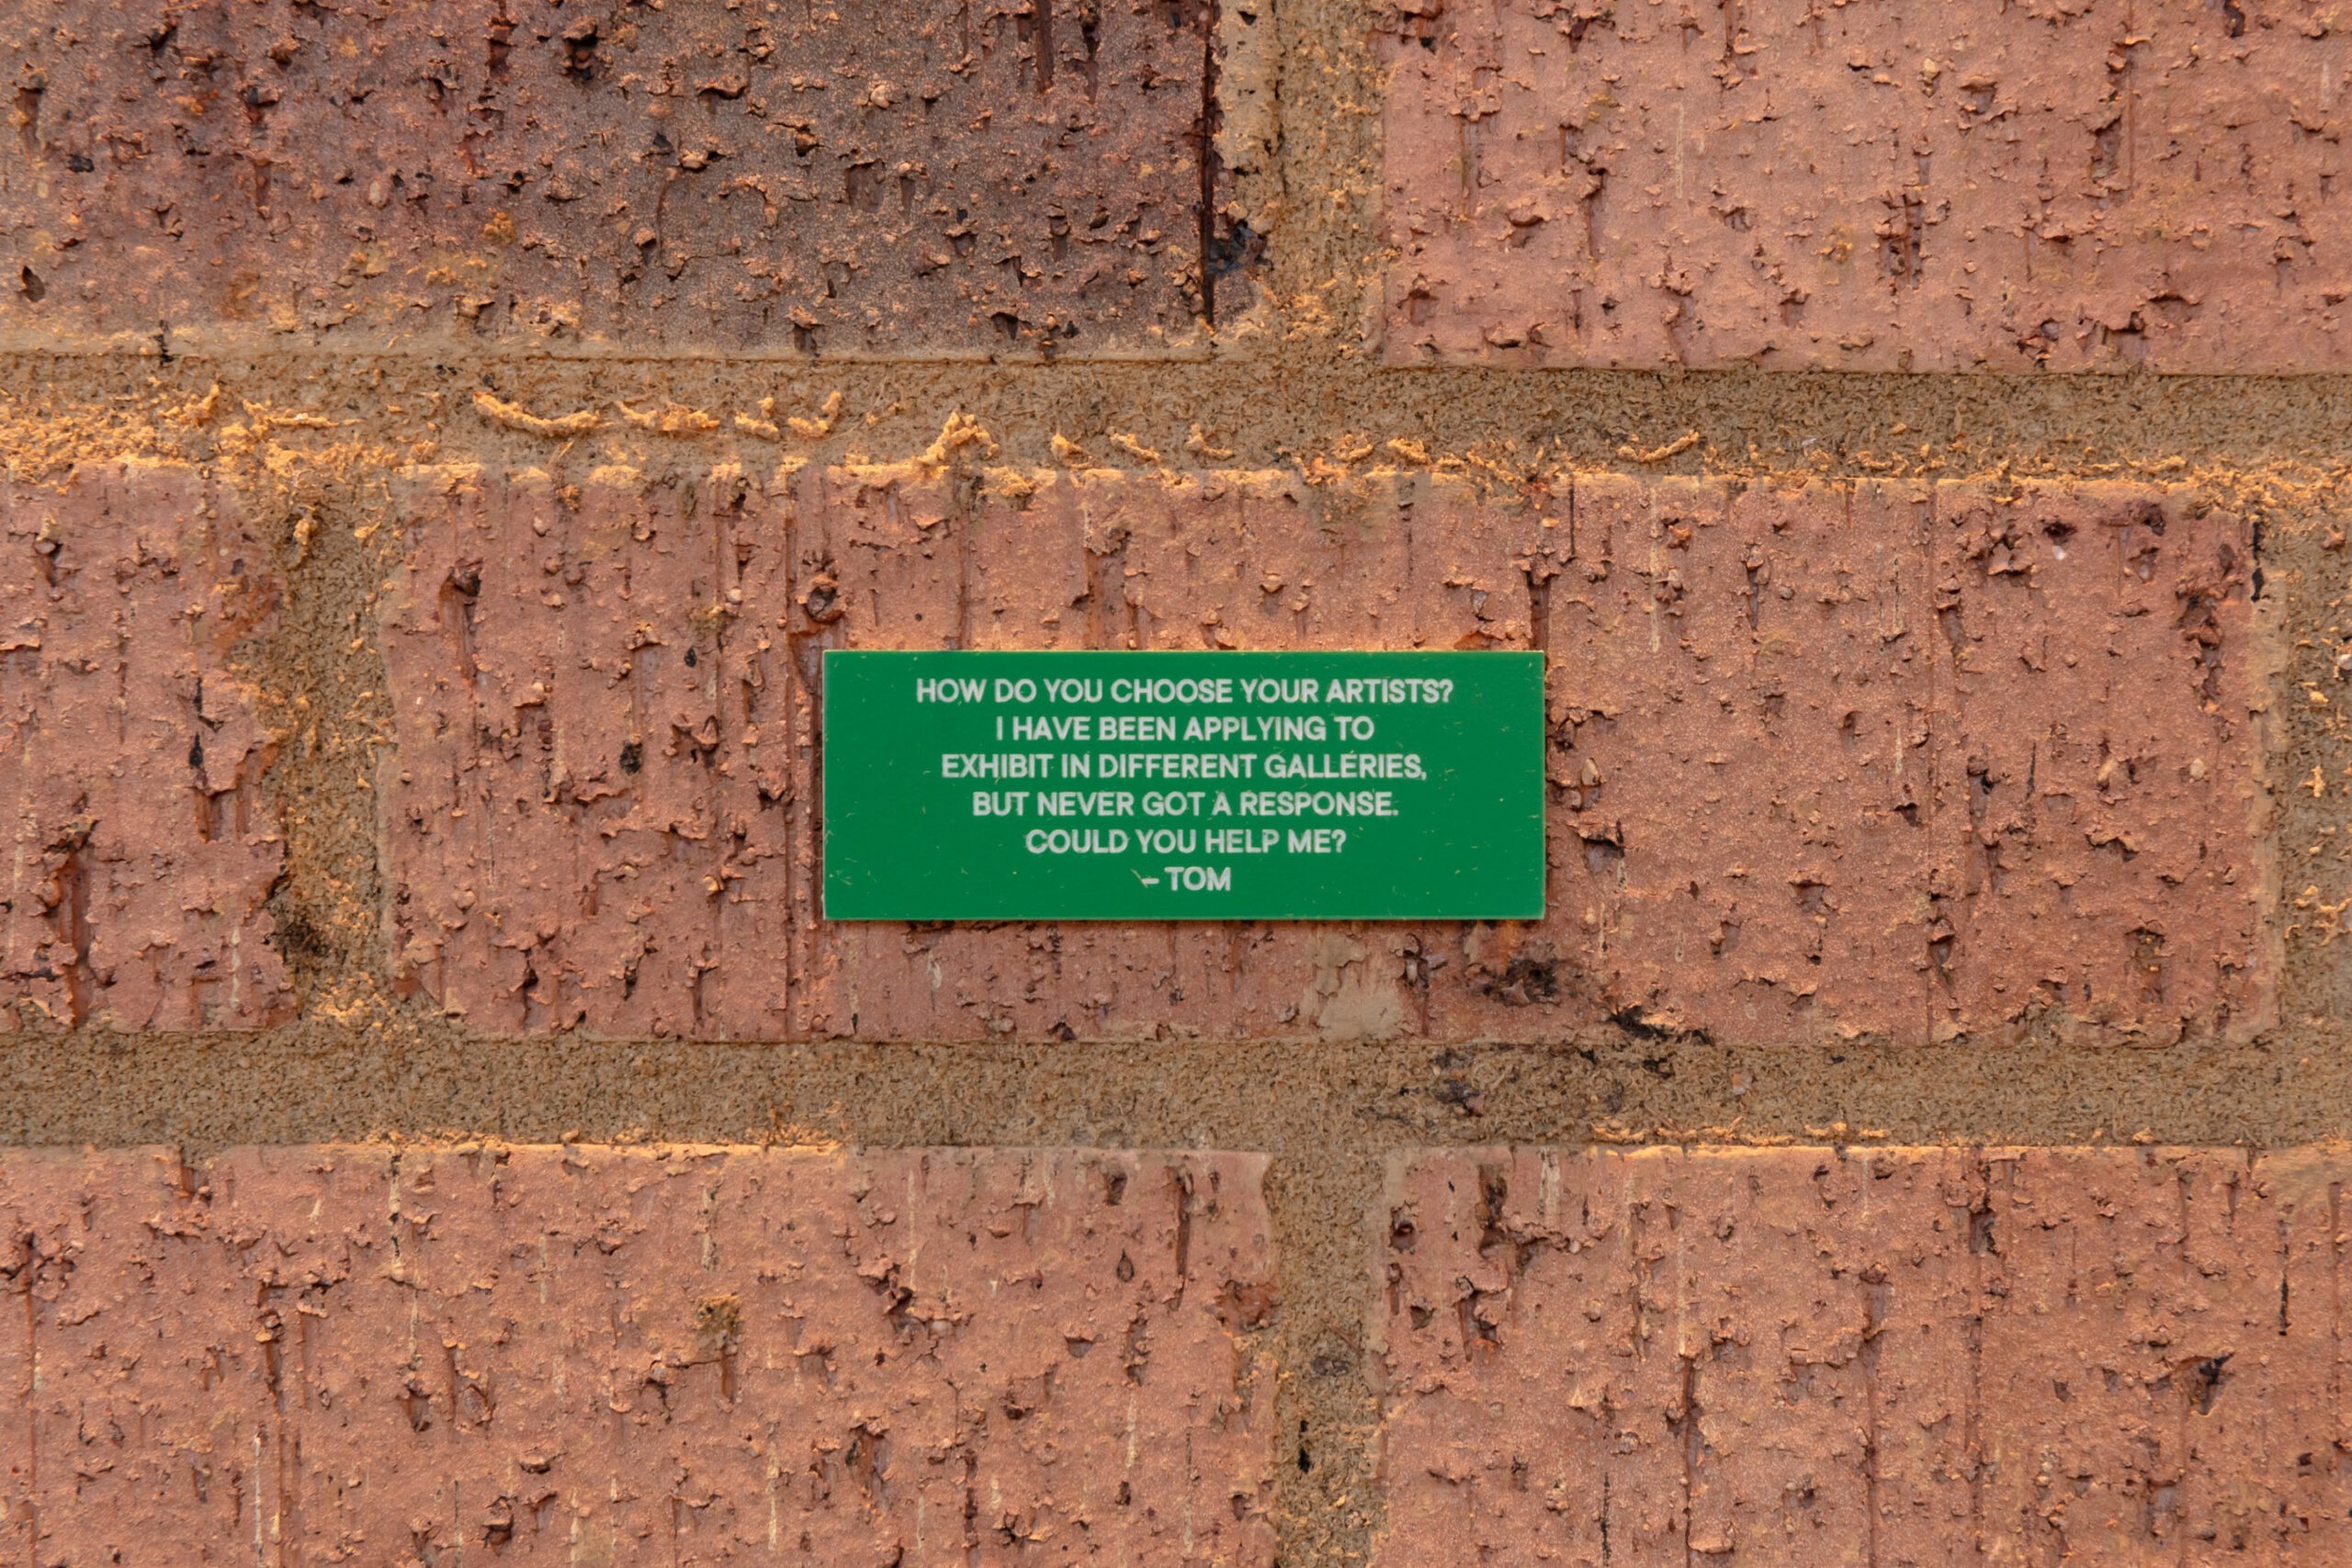 HOW DO YOU CHOOSE YOUR ARTISTS?
I HAVE BEEN APPLYING TO
EXHIBIT IN DIFFERENT GALLERIES,
BUT NEVER GOT A RESPONSE.
COULD YOU HELP ME?
– TOM